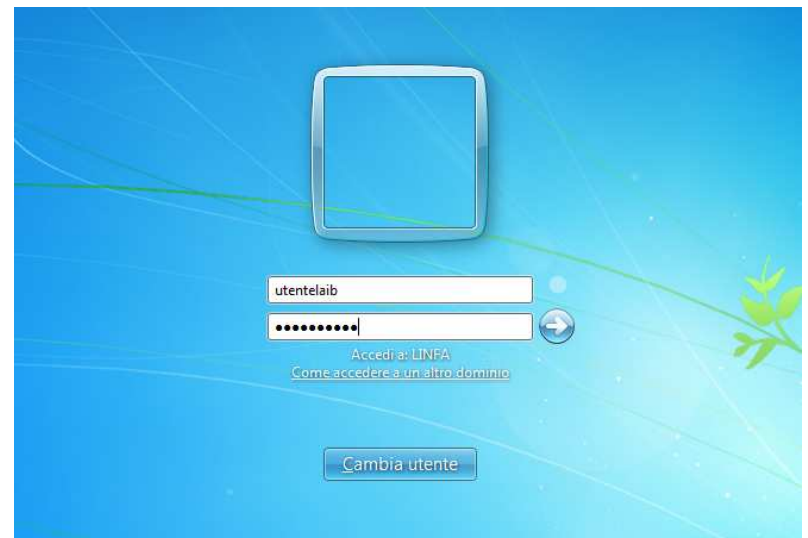 utentelaib
●●●●●●●●●●
Accedi a: LINFA
Come accedere a un altro dominio
Cambia utente